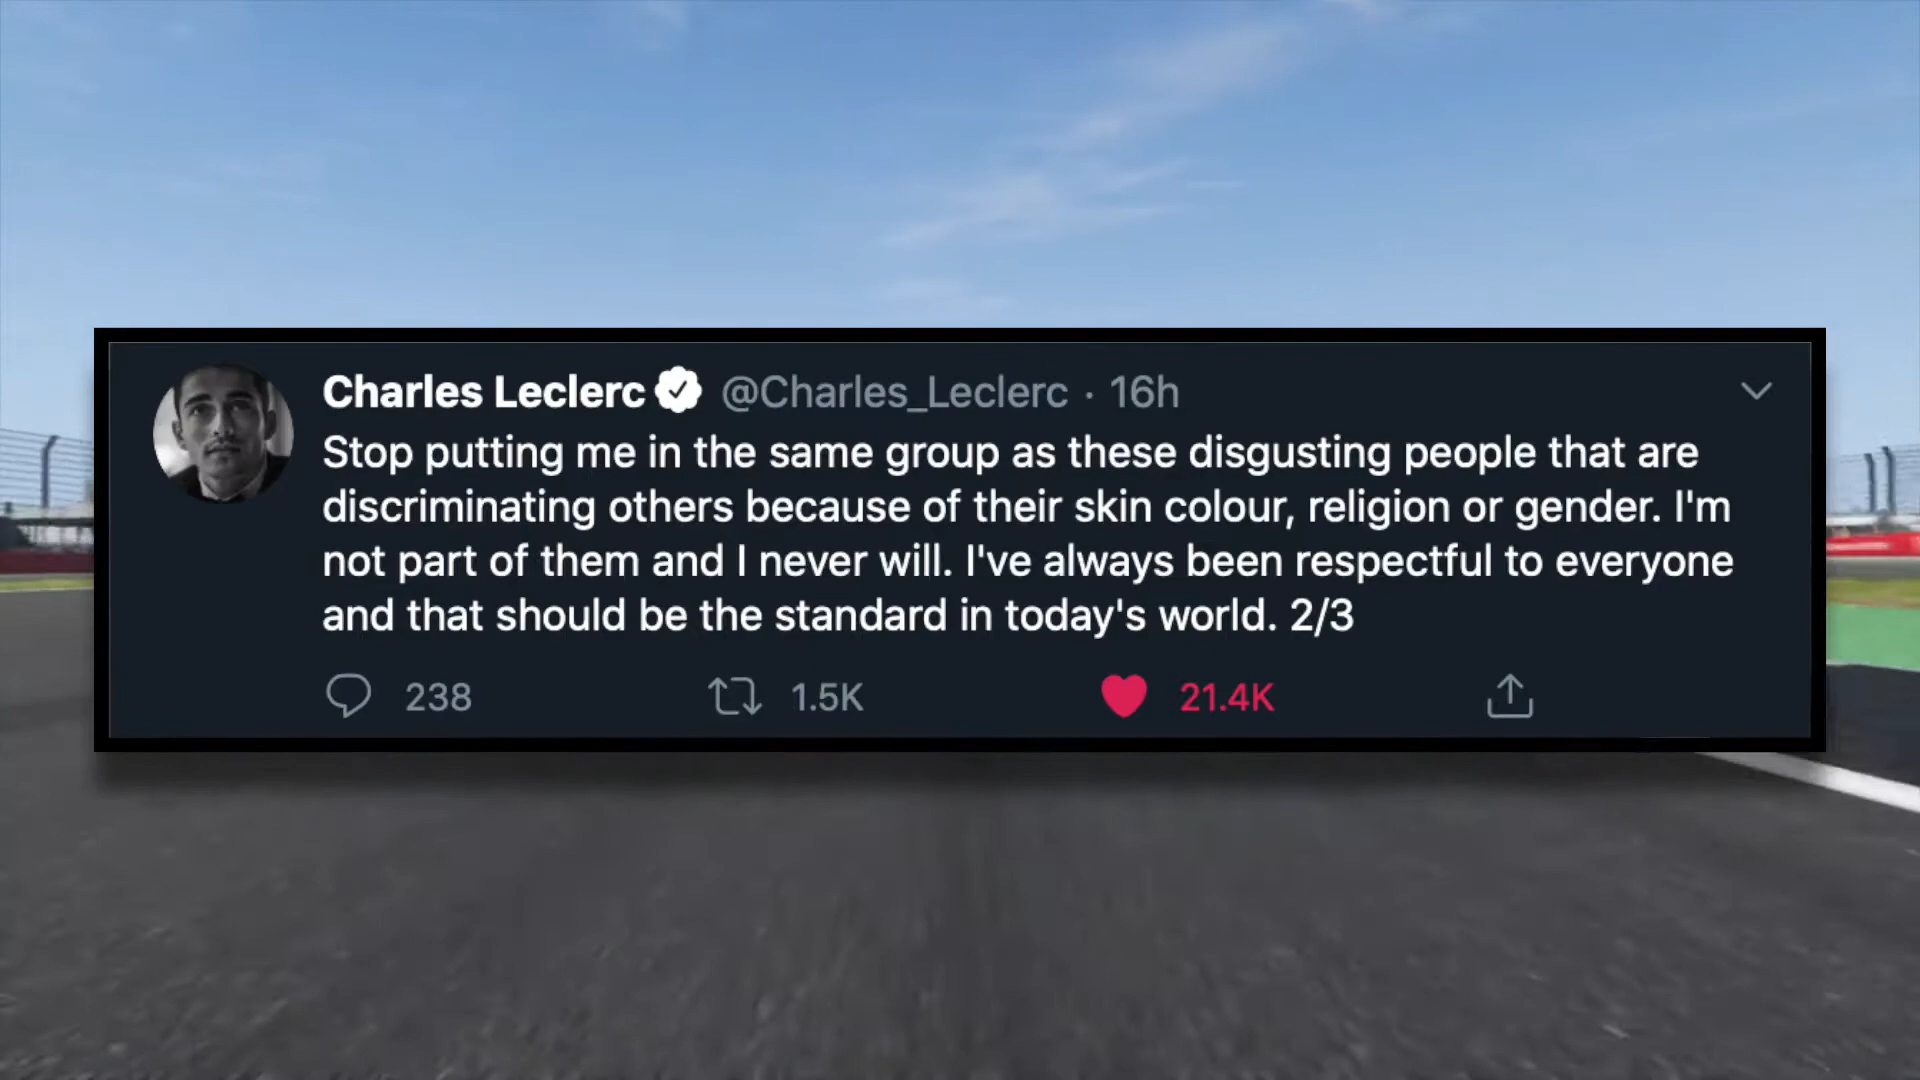 Charles Leclerc @Charles_Leclerc · 16h
Stop putting me in the same group as these disgusting people that are
discriminating others because of their skin colour, religion or gender. I'm
not part of them and I never will. I've always been respectful to everyone
and that should be the standard in today's world. 2/3
238 1.5K 21.4K